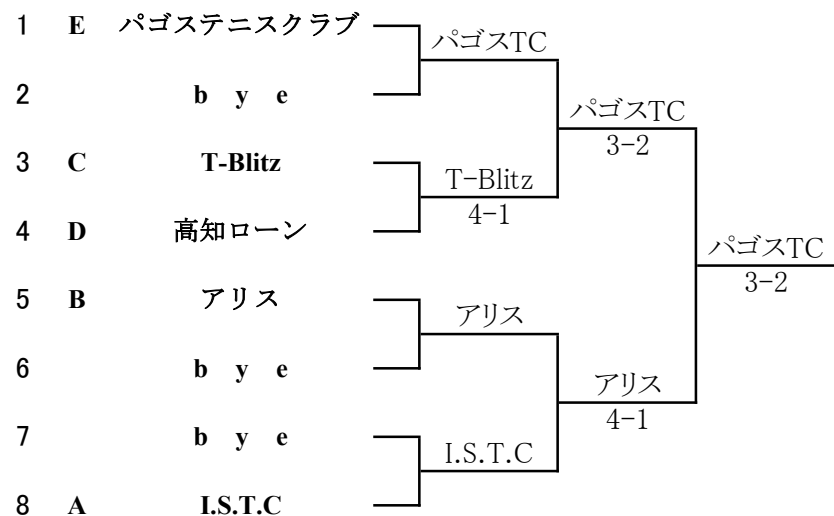 1 E パゴステニスクラブ
パゴスTC
2 b y e
パゴスTC
3-2
3 C T-Blitz
T-Blitz
4-1
4 D 高知ローン
パゴスTC
3-2
5 B アリス
アリス
6 b y e
アリス
4-1
7 b y e
I.S.T.C
8 A I.S.T.C